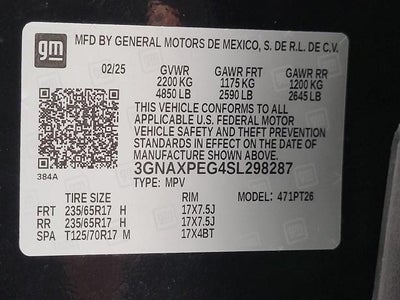 gm MFD BY GENERAL MOTORS DE MEXICO, S. DE R.L. DE C.V.
02/25 GVWR GAWR FRT GAWR RR
2200 KG 1175 KG 1200 KG
4850 LB 2590 LB 2645 LB
THIS VEHICLE CONFORMS TO ALL
APPLICABLE U.S. FEDERAL MOTOR
VEHICLE SAFETY AND THEFT PREVENTION
STANDARDS IN EFFECT ON THE DATE OF
MANUFACTURE SHOWN ABOVE.
3GNAXPEG4SL298287
384A
TYPE: MPV MODEL: 471PT26
TIRE SIZE RIM
FRT 235/65R17 H 17X7.5J
RR 235/65R17 H 17X7.5J
SPA T125/70R17 M 17X4BT